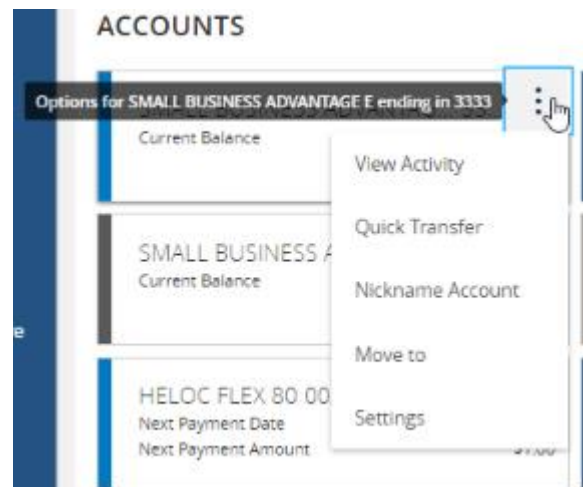 ACCOUNTS
Options for SMALL BUSINESS ADVANTAGE E ending in 3333
Current Balance
View Activity
Quick Transfer
SMALL BUSINESS A
Current Balance
Nickname Account
Move to
HELOC FLEX 80 00
Next Payment Date
Settings
Next Payment Amount